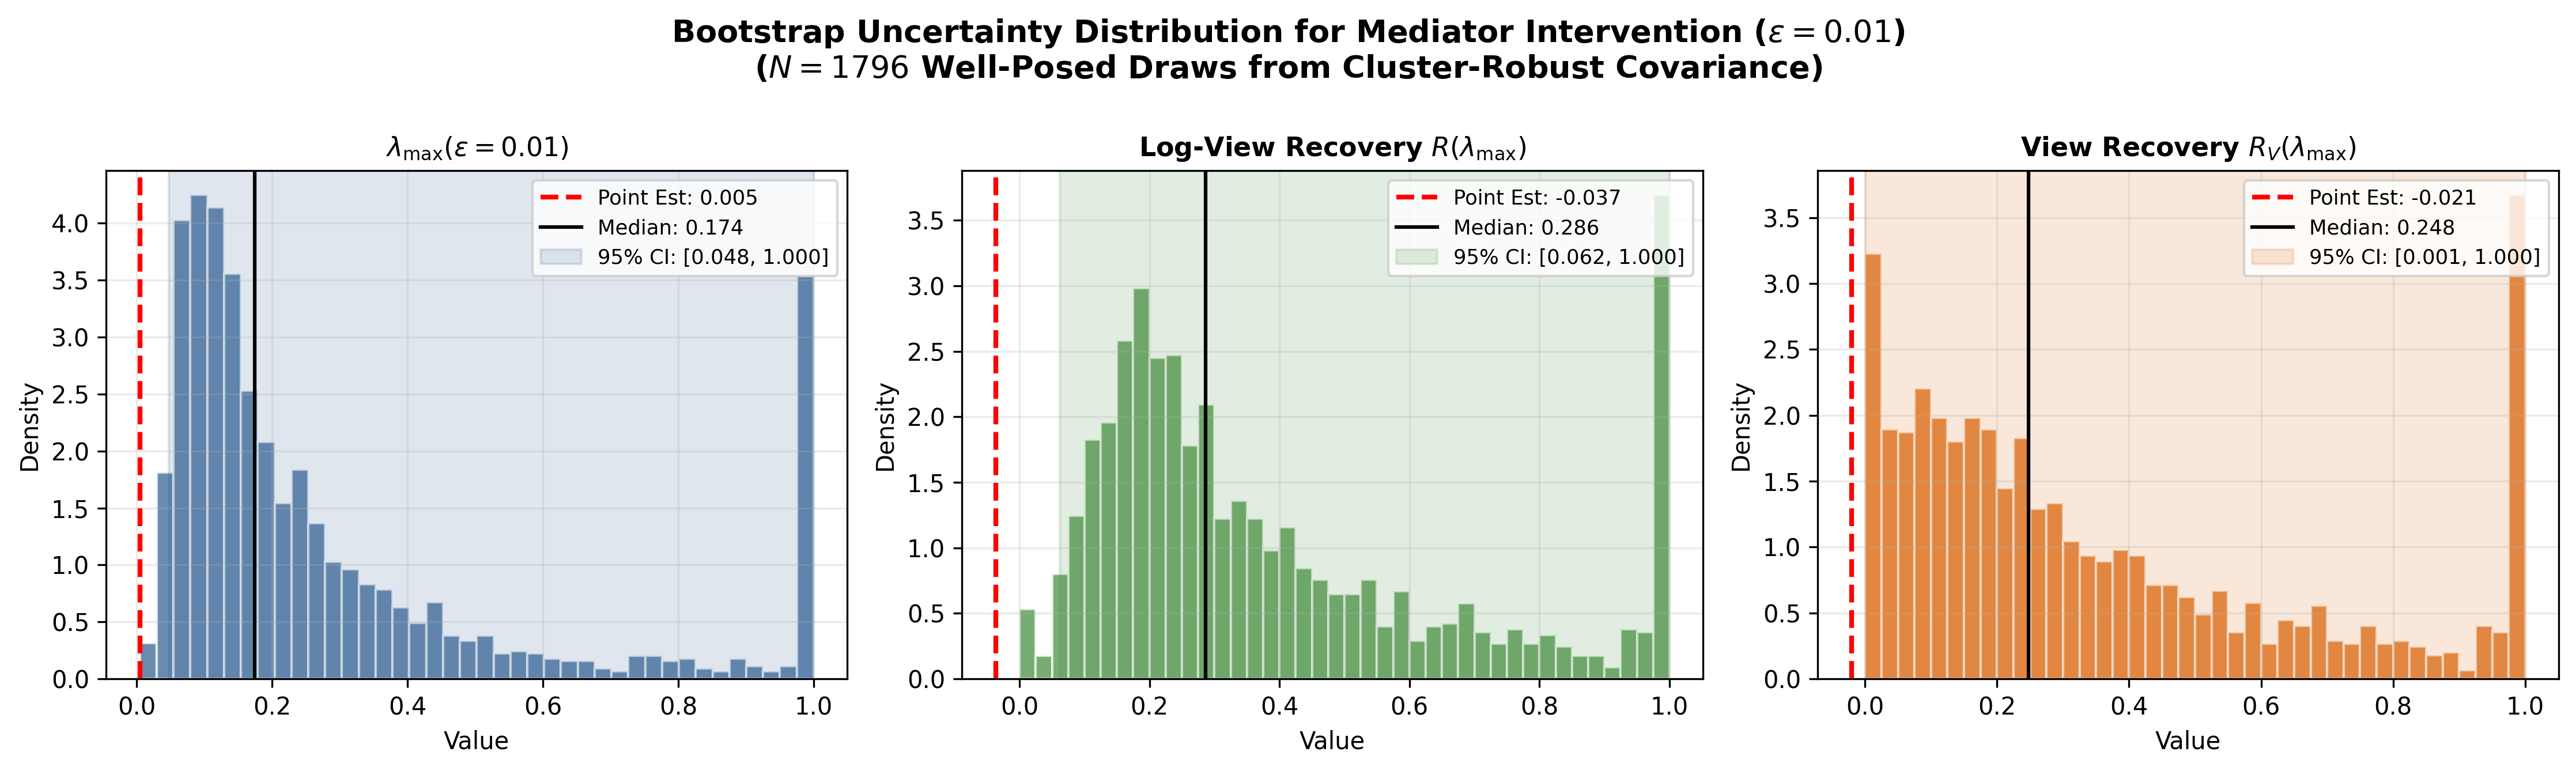 Bootstrap Uncertainty Distribution for Mediator Intervention (ε = 0.01)
(N = 1796 Well-Posed Draws from Cluster-Robust Covariance)
λmax(ε = 0.01)
Density
4.0
3.5
3.0
2.5
2.0
1.5
1.0
0.5
0.0
Point Est: 0.005
Median: 0.174
95% CI: [0.048, 1.000]
0.0 0.2 0.4 0.6 0.8 1.0
Value
Log-View Recovery R(λmax)
Density
3.5
3.0
2.5
2.0
1.5
1.0
0.5
0.0
Point Est: -0.037
Median: 0.286
95% CI: [0.062, 1.000]
0.0 0.2 0.4 0.6 0.8 1.0
Value
View Recovery RV(λmax)
Density
3.5
3.0
2.5
2.0
1.5
1.0
0.5
0.0
Point Est: -0.021
Median: 0.248
95% CI: [0.001, 1.000]
0.0 0.2 0.4 0.6 0.8 1.0
Value